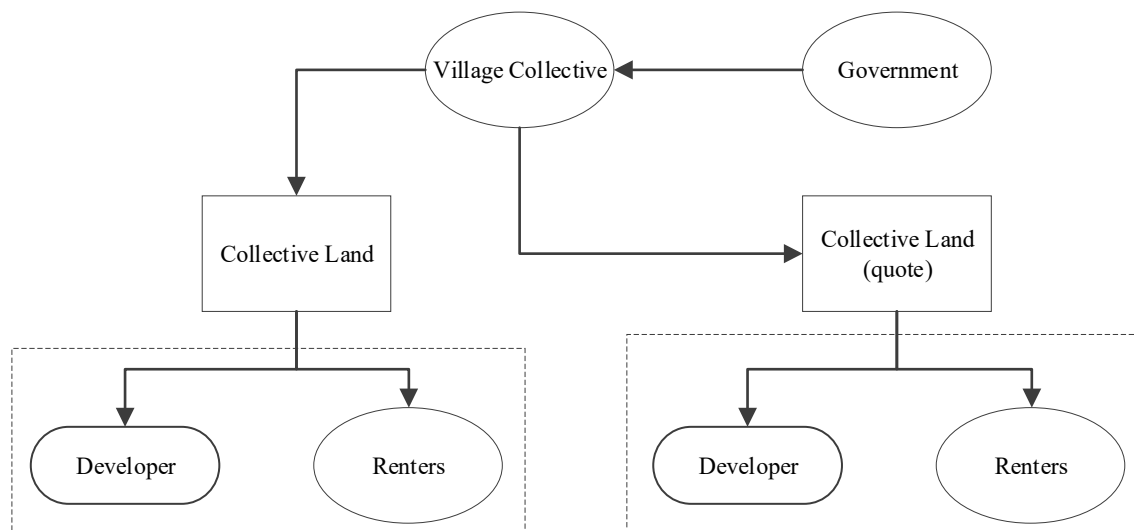 Village Collective
Government
Collective Land
Collective Land
(quote)
Developer
Renters
Developer
Renters